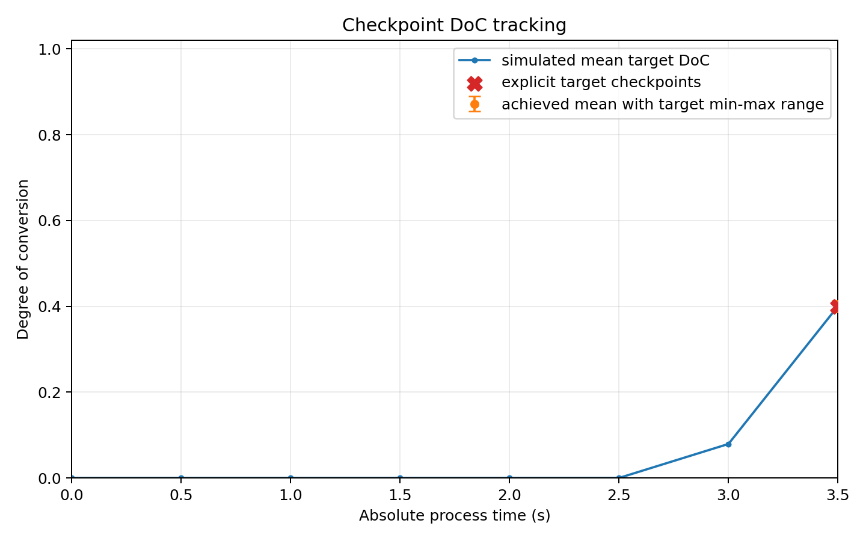 Checkpoint DoC tracking
simulated mean target DoC
explicit target checkpoints
achieved mean with target min-max range
Degree of conversion
1.0
0.8
0.6
0.4
0.2
0.0
0.0 0.5 1.0 1.5 2.0 2.5 3.0 3.5
Absolute process time (s)